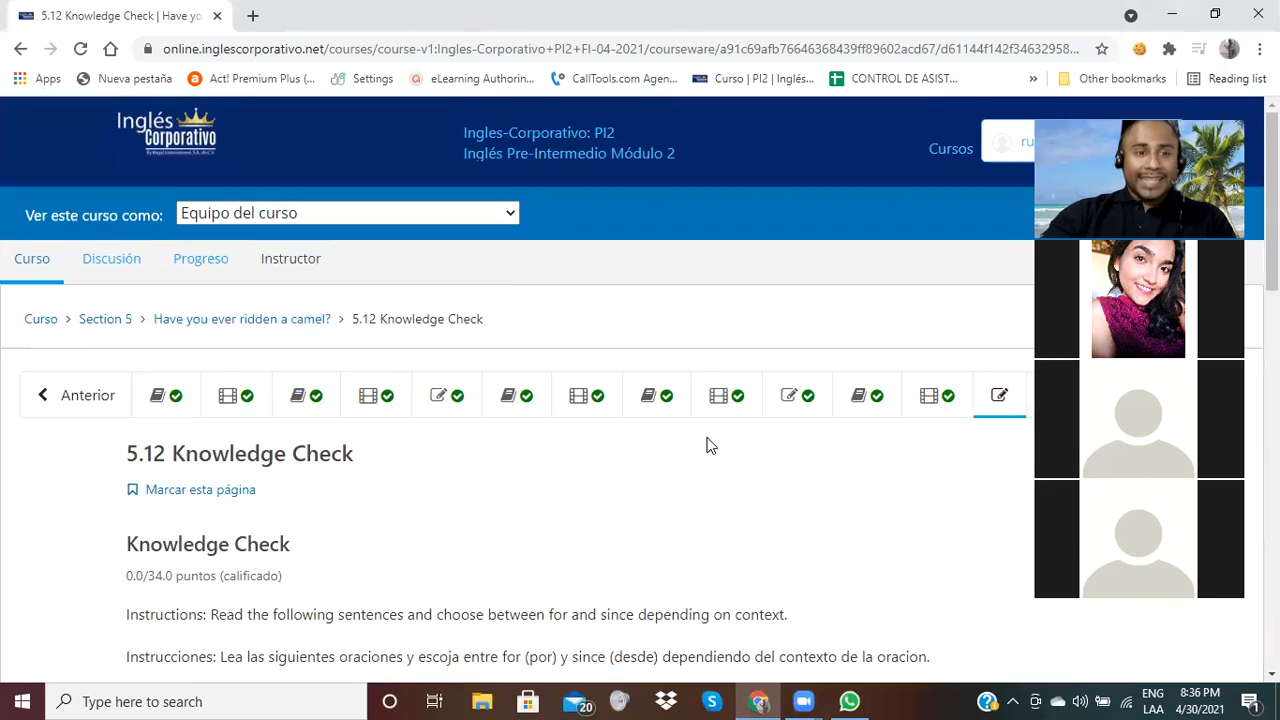 5.12 Knowledge Check | Have yo
online.inglescorporativo.net/courses/course-v1:Ingles-Corporativo+PI2+FI-04-2021/courseware/a91c69afb76646368439ff89602acd67/d61144f142f34632958...
Apps Nueva pestaña Act! Premium Plus (... Settings eLearning Authorin... CallTools.com Agen... Curso | PI2 | Inglés... CONTROL DE ASIST... » Other bookmarks Reading list
Inglés
Corporativo
Ingles-Corporativo: PI2
Inglés Pre-Intermedio Módulo 2
Cursos
ru
Ver este curso como: Equipo del curso
Curso Discusión Progreso Instructor
Curso > Section 5 > Have you ever ridden a camel? > 5.12 Knowledge Check
Anterior
5.12 Knowledge Check
Marcar esta página
Knowledge Check
0.0/34.0 puntos (calificado)
Instructions: Read the following sentences and choose between for and since depending on context.
Instrucciones: Lea las siguientes oraciones y escoja entre for (por) y since (desde) dependiendo del contexto de la oracion.
Type here to search
20
ENG
LAA
8:36 PM
4/30/2021
1